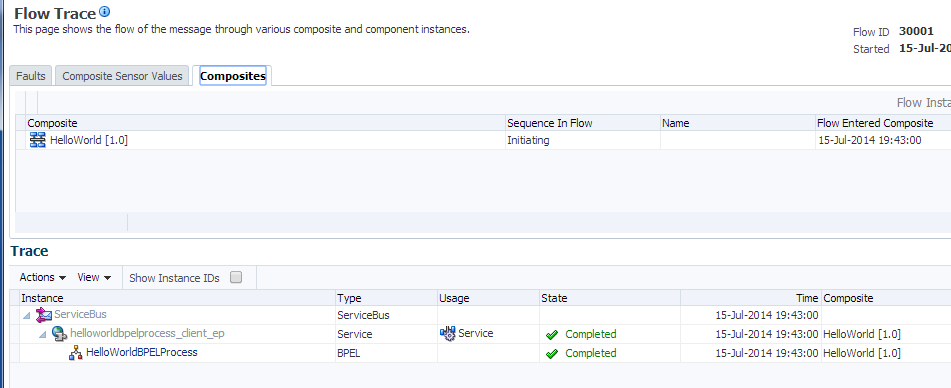 Flow Trace
This page shows the flow of the message through various composite and component instances.
Flow ID 30001
Started 15-Jul-20
Faults Composite Sensor Values Composites
Flow Insta
Composite Sequence In Flow Name Flow Entered Composite
HelloWorld [1.0] Initiating 15-Jul-2014 19:43:00
Trace
Actions View Show Instance IDs
Instance Type Usage State Time Composite
ServiceBus ServiceBus 15-Jul-2014 19:43:00
helloworldbpelprocess_client_ep Service Service Completed 15-Jul-2014 19:43:00 HelloWorld [1.0]
HelloWorldBPELProcess BPEL Completed 15-Jul-2014 19:43:00 HelloWorld [1.0]